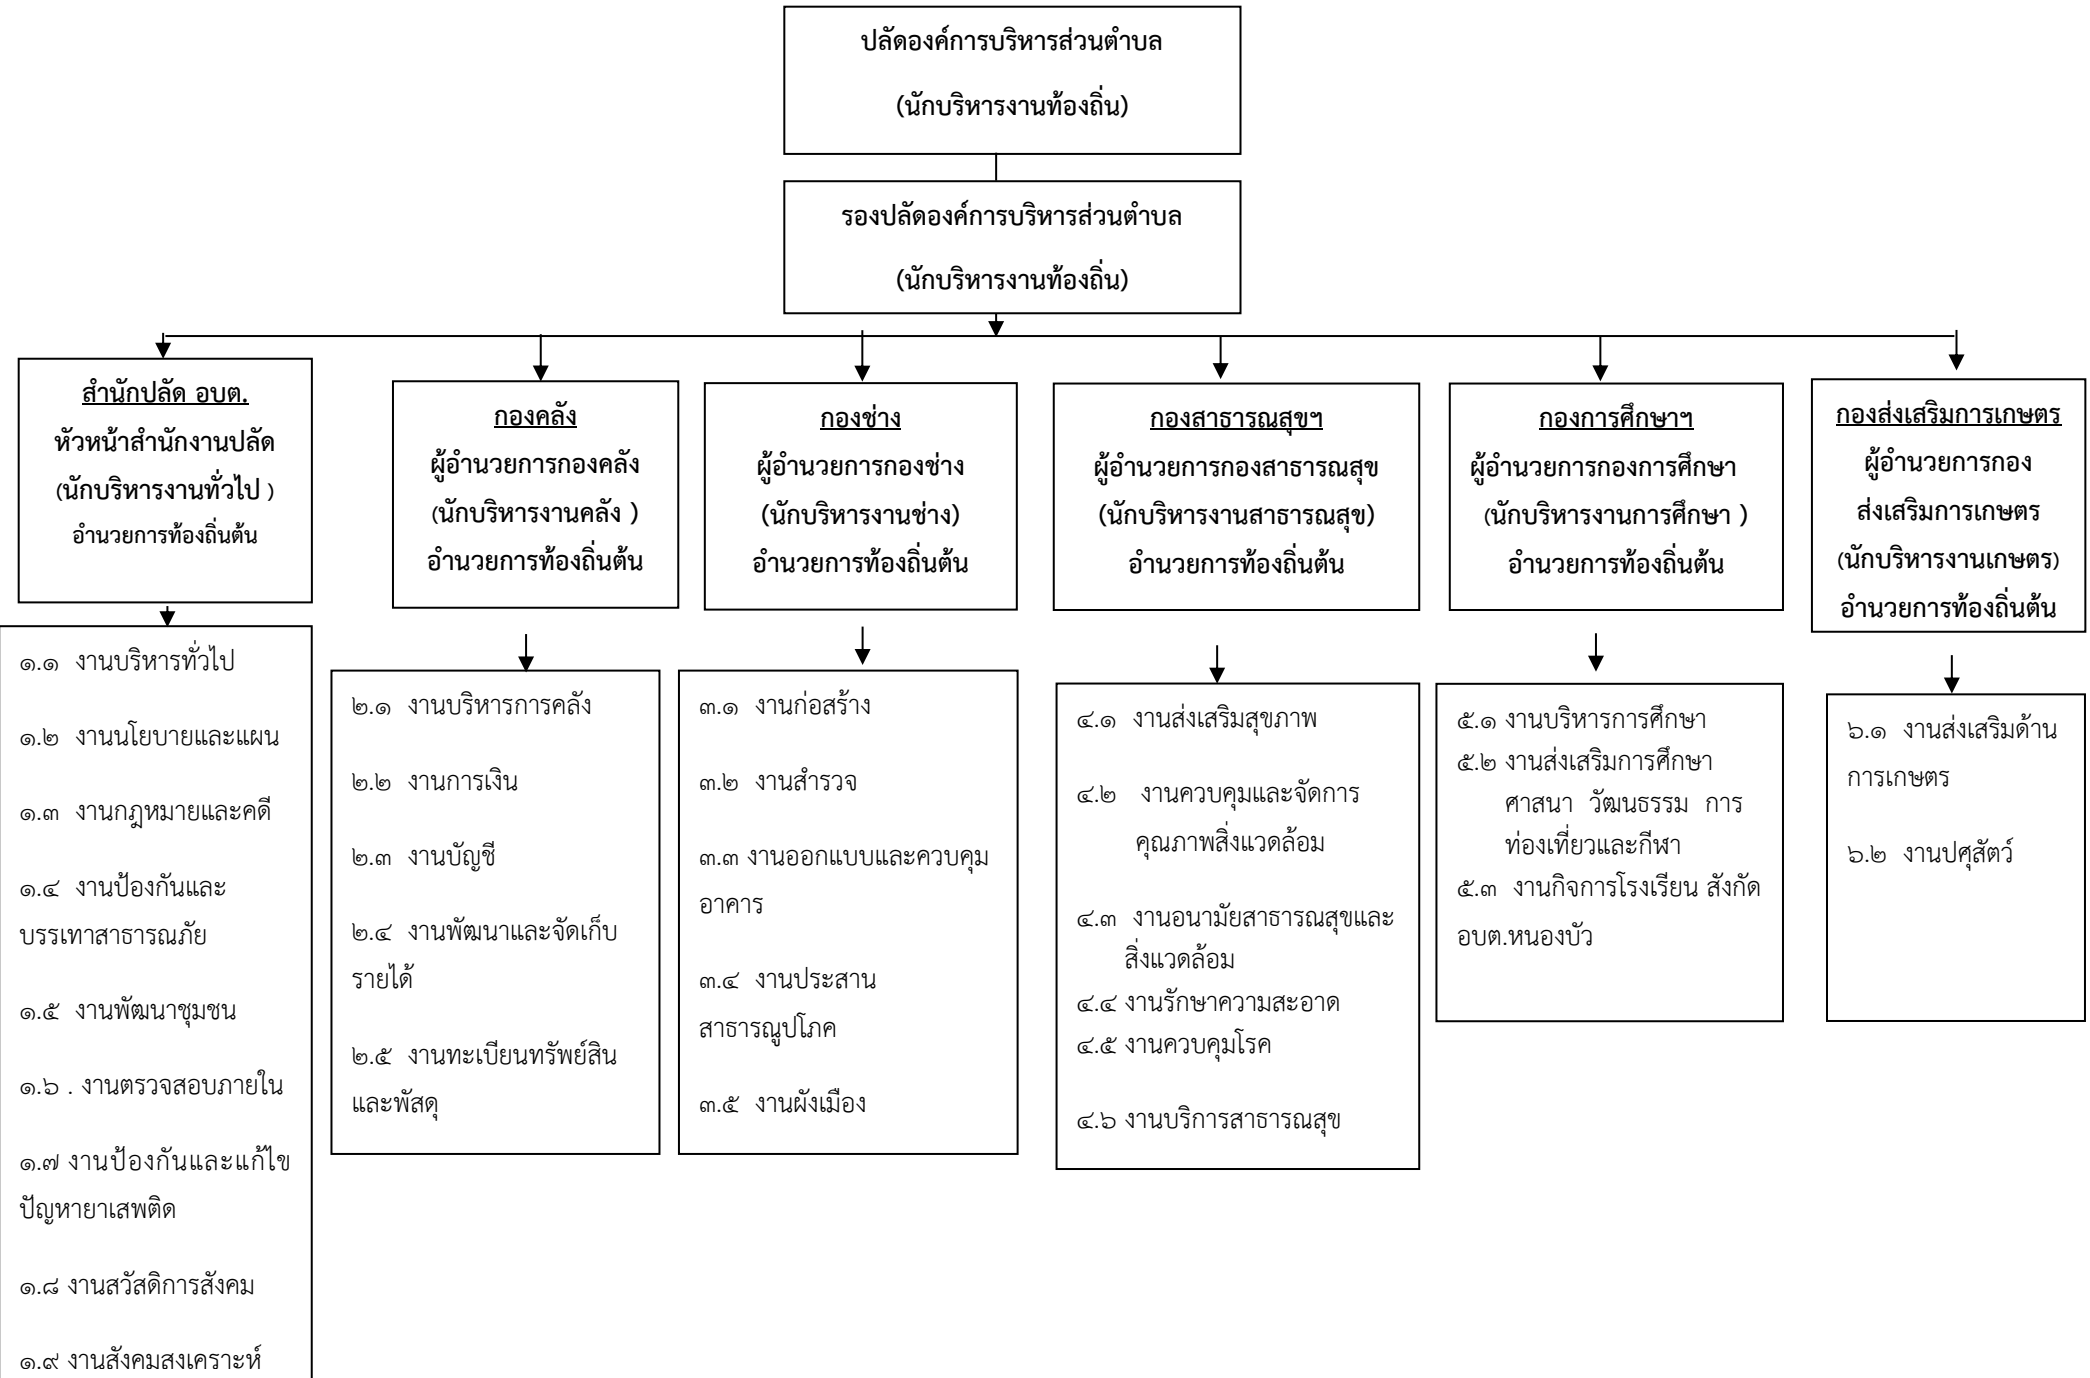 ปลัดองค์การบริหารส่วนตำบล
(นักบริหารงานท้องถิ่น)
รองปลัดองค์การบริหารส่วนตำบล
(นักบริหารงานท้องถิ่น)
สำนักปลัด อบต.
หัวหน้าสำนักงานปลัด
(นักบริหารงานทั่วไป )
อำนวยการท้องถิ่นต้น
กองคลัง
ผู้อำนวยการกองคลัง
(นักบริหารงานคลัง )
อำนวยการท้องถิ่นต้น
กองช่าง
ผู้อำนวยการกองช่าง
(นักบริหารงานช่าง)
อำนวยการท้องถิ่นต้น
กองสาธารณสุขฯ
ผู้อำนวยการกองสาธารณสุข
(นักบริหารงานสาธารณสุข)
อำนวยการท้องถิ่นต้น
กองการศึกษาฯ
ผู้อำนวยการกองการศึกษา
(นักบริหารงานการศึกษา )
อำนวยการท้องถิ่นต้น
กองส่งเสริมการเกษตร
ผู้อำนวยการกอง
ส่งเสริมการเกษตร
(นักบริหารงานเกษตร)
อำนวยการท้องถิ่นต้น
๑.๑ งานบริหารทั่วไป
๑.๒ งานนโยบายและแผน
๑.๓ งานกฎหมายและคดี
๑.๔ งานป้องกันและ
บรรเทาสาธารณภัย
๑.๕ งานพัฒนาชุมชน
๑.๖ . งานตรวจสอบภายใน
๑.๗ งานป้องกันและแก้ไข
ปัญหายาเสพติด
๑.๘ งานสวัสดิการสังคม
๑.๙ งานสังคมสงเคราะห์
๒.๑ งานบริหารการคลัง
๒.๒ งานการเงิน
๒.๓ งานบัญชี
๒.๔ งานพัฒนาและจัดเก็บ
รายได้
๒.๕ งานทะเบียนทรัพย์สิน
และพัสดุ
๓.๑ งานก่อสร้าง
๓.๒ งานสำรวจ
๓.๓ งานออกแบบและควบคุม
อาคาร
๓.๔ งานประสาน
สาธารณูปโภค
๓.๕ งานผังเมือง
๔.๑ งานส่งเสริมสุขภาพ
๔.๒ งานควบคุมและจัดการ
คุณภาพสิ่งแวดล้อม
๔.๓ งานอนามัยสาธารณสุขและ
สิ่งแวดล้อม
๔.๔ งานรักษาความสะอาด
๔.๕ งานควบคุมโรค
๔.๖ งานบริการสาธารณสุข
๕.๑ งานบริหารการศึกษา
๕.๒ งานส่งเสริมการศึกษา
ศาสนา วัฒนธรรม การ
ท่องเที่ยวและกีฬา
๕.๓ งานกิจการโรงเรียน สังกัด
อบต.หนองบัว
๖.๑ งานส่งเสริมด้าน
การเกษตร
๖.๒ งานปศุสัตว์